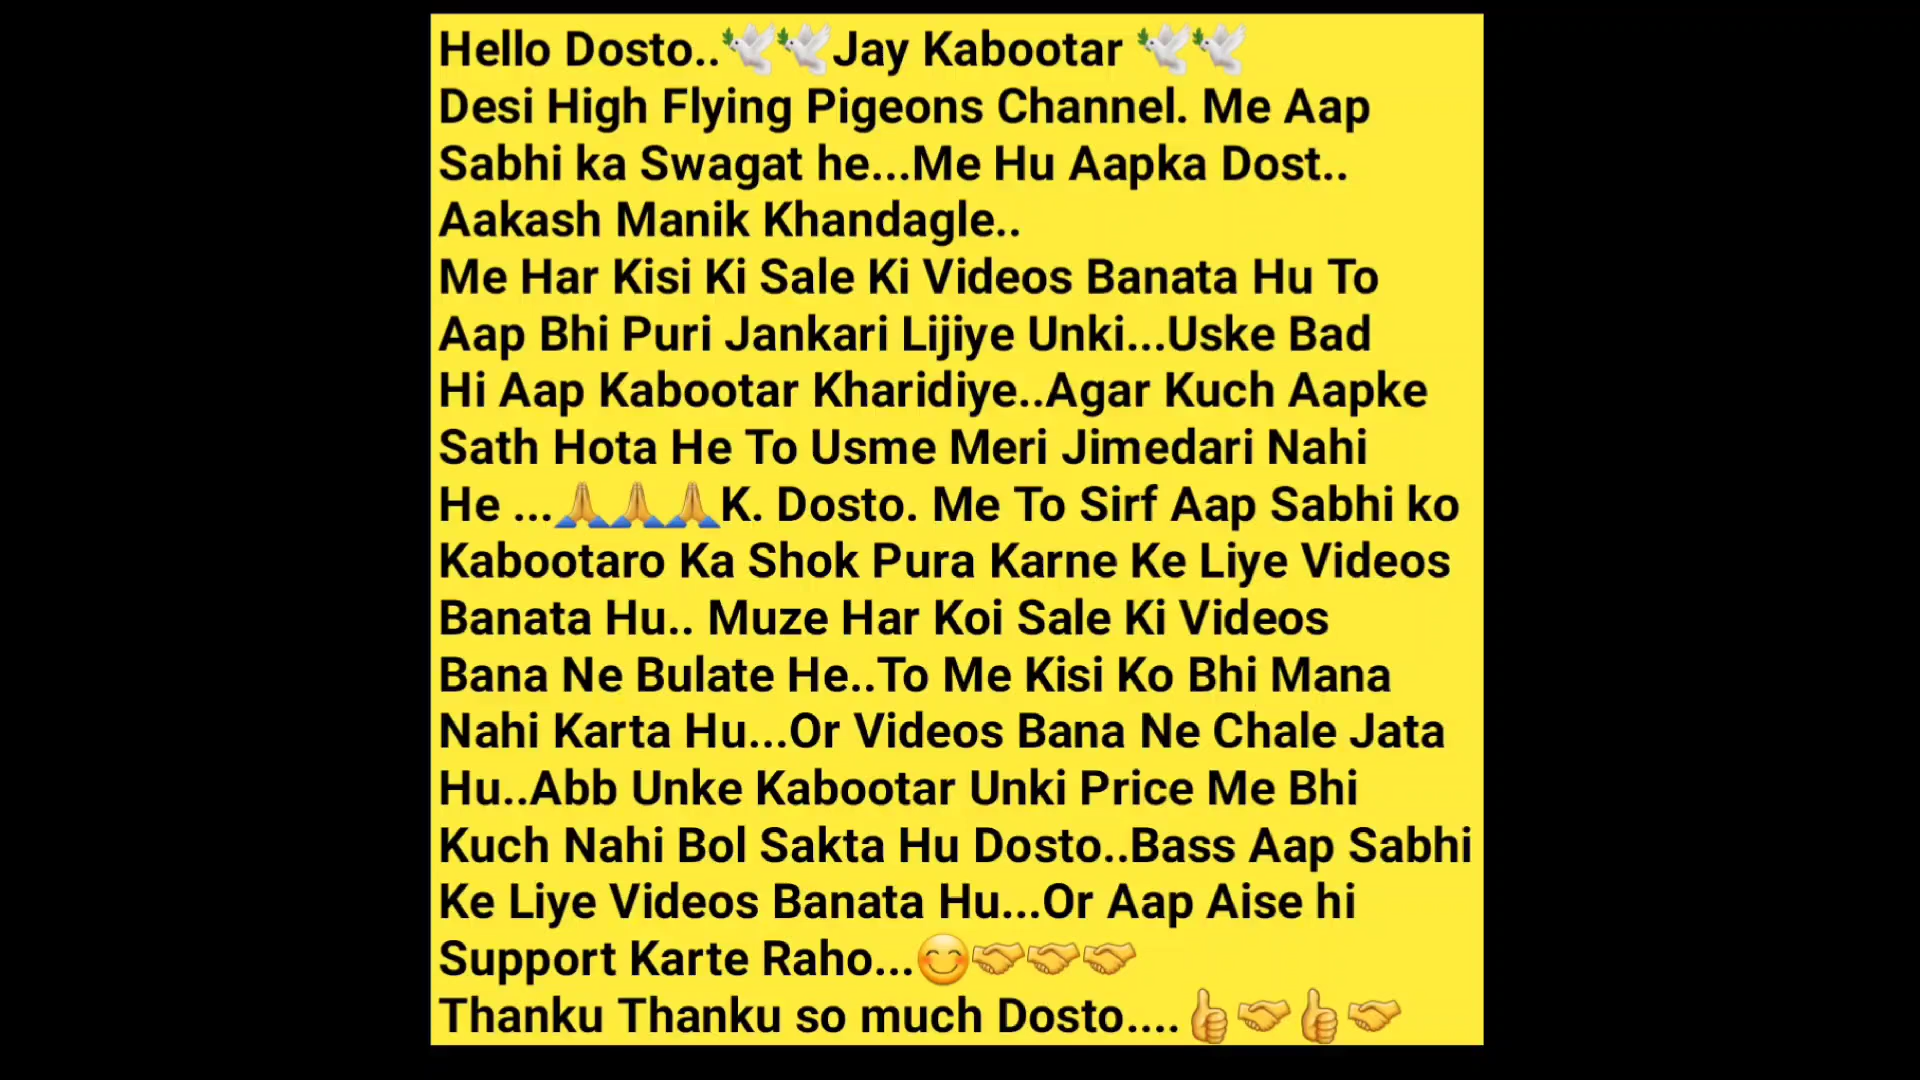 Hello Dosto..🕊️🕊️Jay Kabootar 🕊️🕊️
Desi High Flying Pigeons Channel. Me Aap
Sabhi ka Swagat he...Me Hu Aapka Dost..
Aakash Manik Khandagle..
Me Har Kisi Ki Sale Ki Videos Banata Hu To
Aap Bhi Puri Jankari Lijiye Unki...Uske Bad
Hi Aap Kabootar Kharidiye..Agar Kuch Aapke
Sath Hota He To Usme Meri Jimedari Nahi
He ...🙏🙏🙏K. Dosto. Me To Sirf Aap Sabhi ko
Kabootaro Ka Shok Pura Karne Ke Liye Videos
Banata Hu.. Muze Har Koi Sale Ki Videos
Bana Ne Bulate He..To Me Kisi Ko Bhi Mana
Nahi Karta Hu...Or Videos Bana Ne Chale Jata
Hu..Abb Unke Kabootar Unki Price Me Bhi
Kuch Nahi Bol Sakta Hu Dosto..Bass Aap Sabhi
Ke Liye Videos Banata Hu...Or Aap Aise hi
Support Karte Raho...😊🤝🤝🤝
Thanku Thanku so much Dosto....👍🤝👍🤝